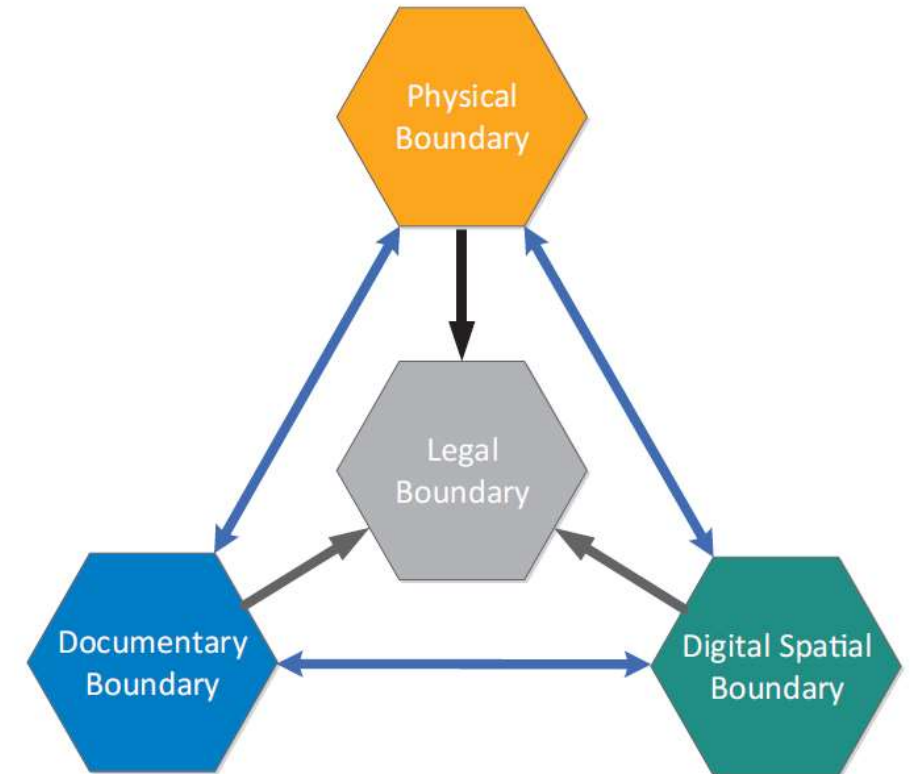 Physical
Boundary
Legal
Boundary
Documentary
Boundary
Digital Spatial
Boundary